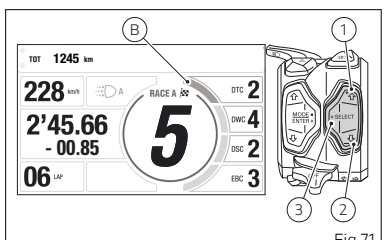 B
1
TOT 1245 km
228 km/h
A
RACE A
DTC 2
2'45.66
- 00.85
5
DWC 4
DSC 2
06 LAP
EBC 3
MODE
ENTER
SELECT
3
2
Fig 71